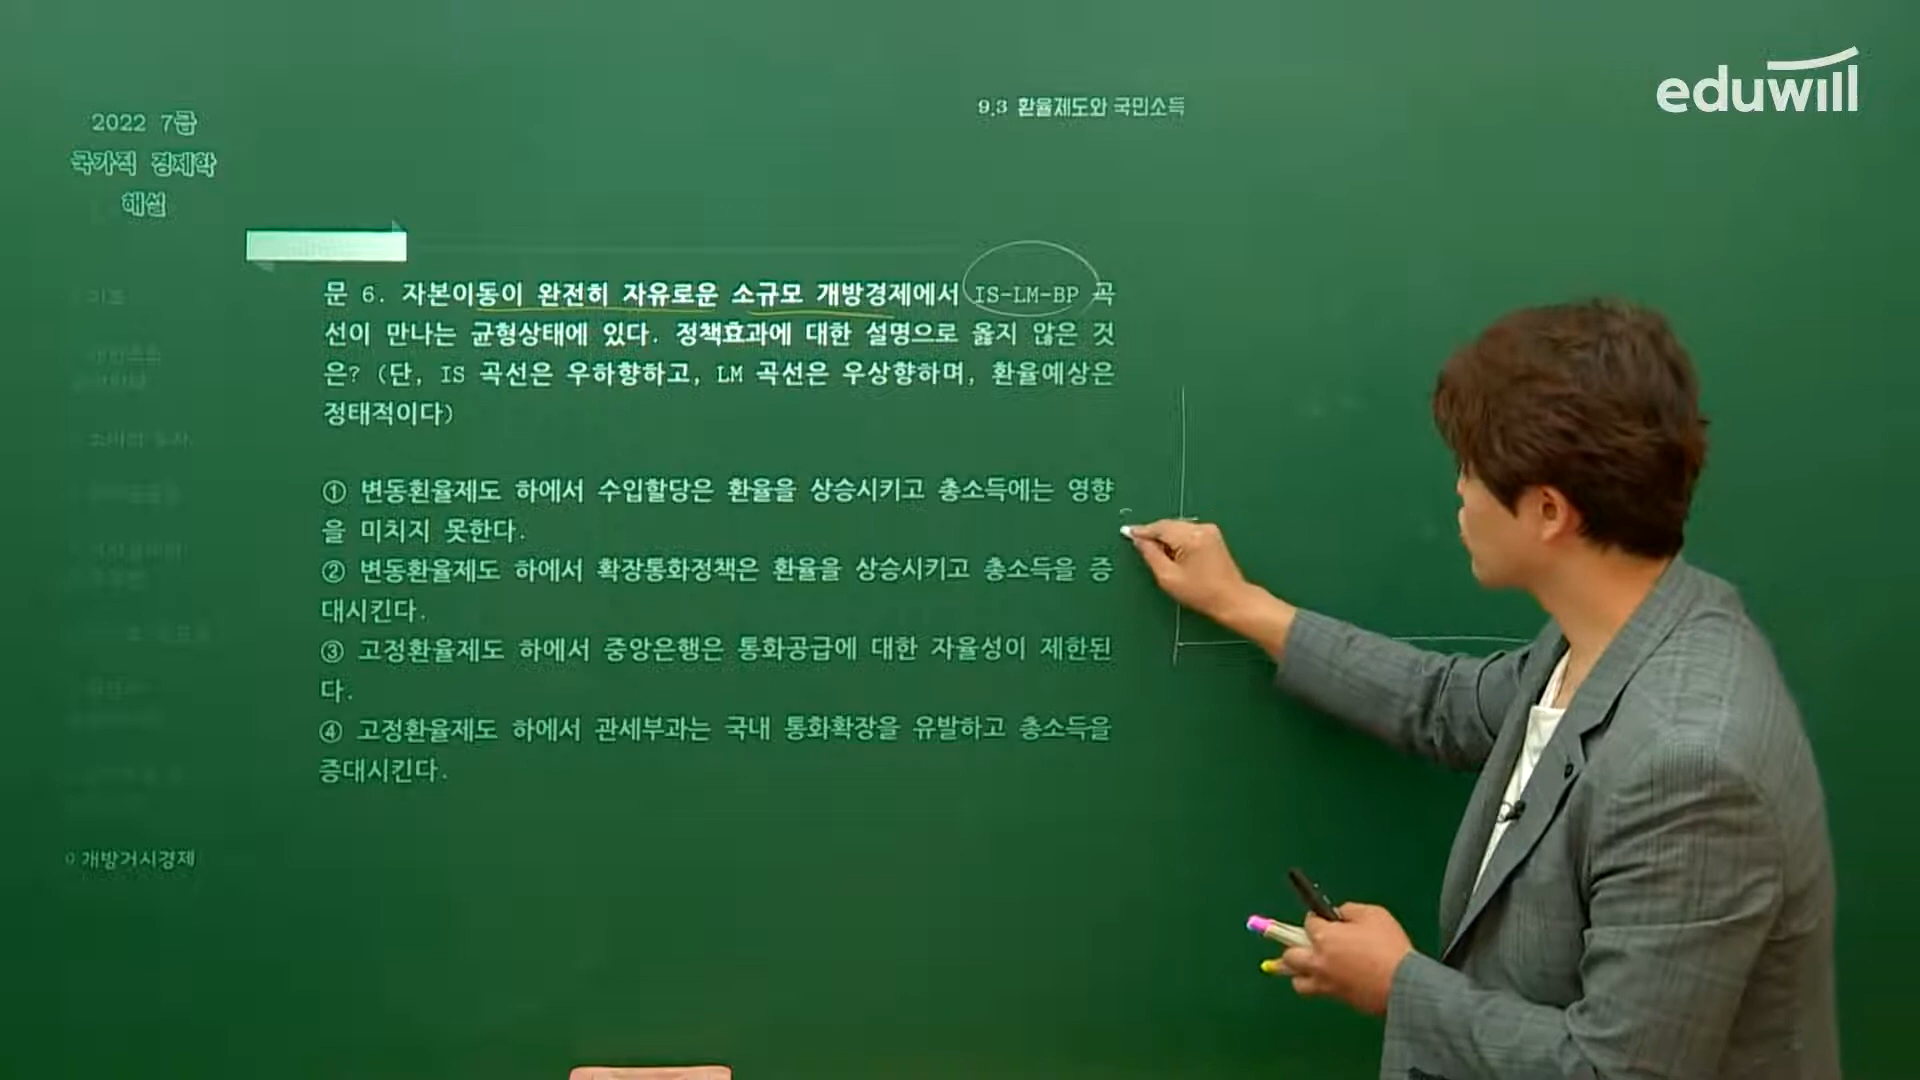 eduwill
9.3 환율제도와 국민소득
2022 7급
국가직 경제학
해설
문 6. 자본이동이 완전히 자유로운 소규모 개방경제에서 IS-LM-BP 곡
선이 만나는 균형상태에 있다. 정책효과에 대한 설명으로 옳지 않은 것
은? (단, IS 곡선은 우하향하고, LM 곡선은 우상향하며, 환율예상은
정태적이다)
① 변동횐율제도 하에서 수입할당은 환율을 상승시키고 총소득에는 영향
을 미치지 못한다.
② 변동환율제도 하에서 확장통화정책은 환율을 상승시키고 총소득을 증
대시킨다.
③ 고정환율제도 하에서 중앙은행은 통화공급에 대한 자율성이 제한된
다.
④ 고정환율제도 하에서 관세부과는 국내 통화확장을 유발하고 총소득을
증대시킨다.
개방거시경제